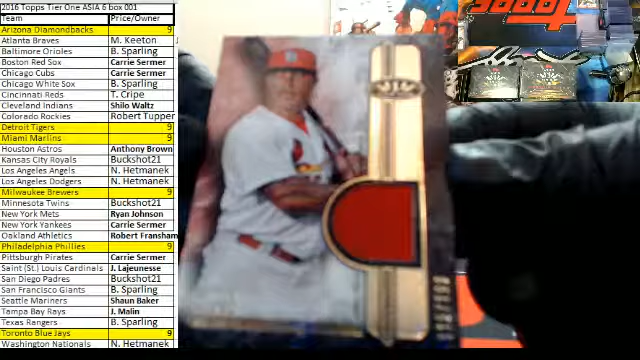 2016 Topps Tier One ASIA 6 box 001
Team Price/Owner
Arizona Diamondbacks 9
Atlanta Braves M. Keeton
Baltimore Orioles B. Sparling
Boston Red Sox Carrie Sermer
Chicago Cubs Carrie Sermer
Chicago White Sox B. Sparling
Cincinnati Reds T. Cripe
Cleveland Indians Shilo Waltz
Colorado Rockies Robert Tupper
Detroit Tigers 9
Miami Marlins 9
Houston Astros Anthony Brown
Kansas City Royals Buckshot21
Los Angeles Angels N. Hetmanek
Los Angeles Dodgers N. Hetmanek
Milwaukee Brewers 9
Minnesota Twins Buckshot21
New York Mets Ryan Johnson
New York Yankees Carrie Sermer
Oakland Athletics Robert Fransham
Philadelphia Phillies 9
Pittsburgh Pirates Carrie Sermer
Saint (St.) Louis Cardinals J. Lajeunesse
San Diego Padres Buckshot21
San Francisco Giants B. Sparling
Seattle Mariners Shaun Baker
Tampa Bay Rays J. Malin
Texas Rangers B. Sparling
Toronto Blue Jays 9
Washington Nationals N. Hetmanek
topps